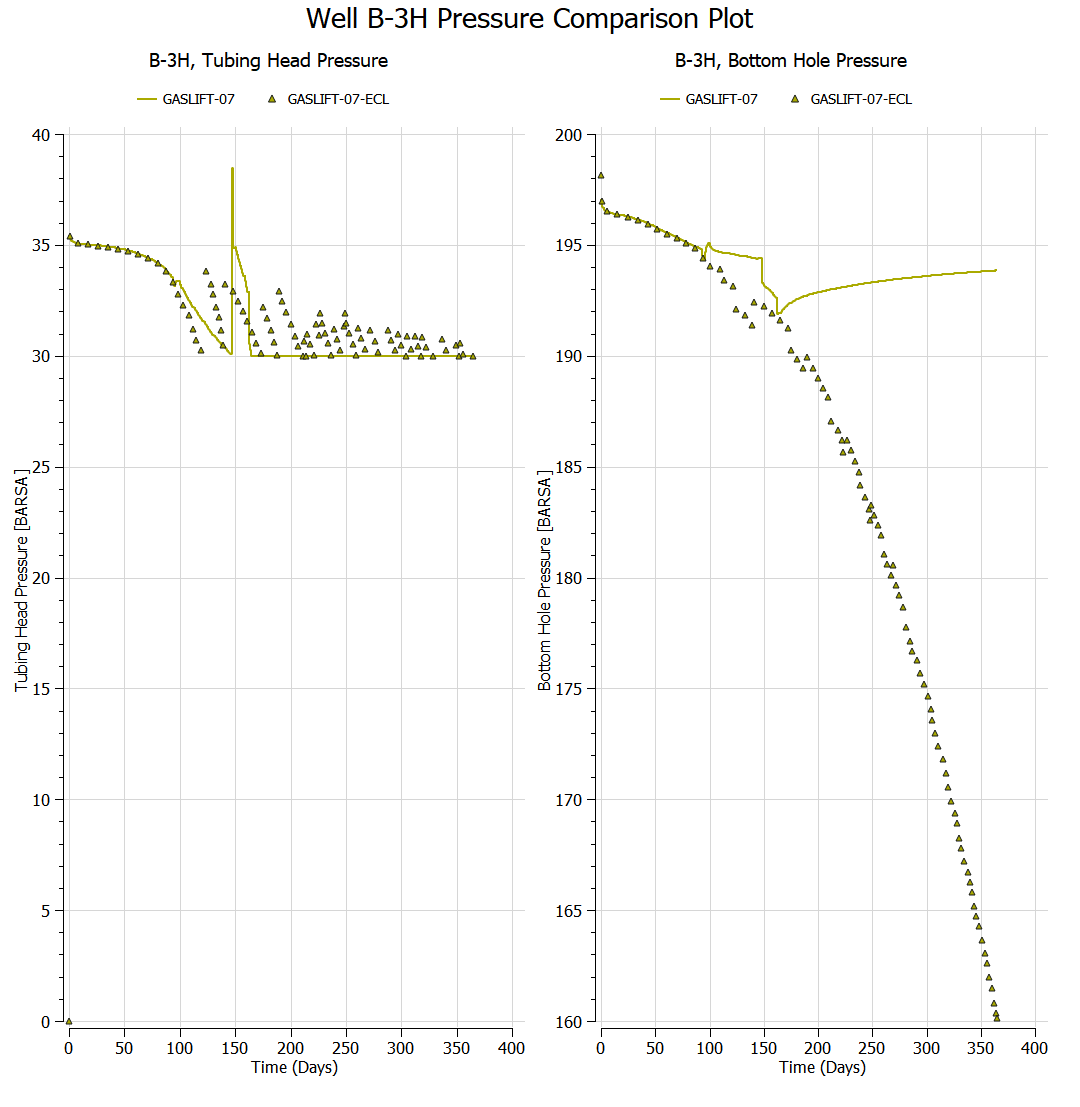 Well B-3H Pressure Comparison Plot
B-3H, Tubing Head Pressure
GASLIFT-07 GASLIFT-07-ECL
40
35
30
25
20
15
10
5
0
Tubing Head Pressure [BARSA]
0 50 100 150 200 250 300 350 400
Time (Days)
B-3H, Bottom Hole Pressure
GASLIFT-07 GASLIFT-07-ECL
200
195
190
185
180
175
170
165
160
Bottom Hole Pressure [BARSA]
0 50 100 150 200 250 300 350 400
Time (Days)